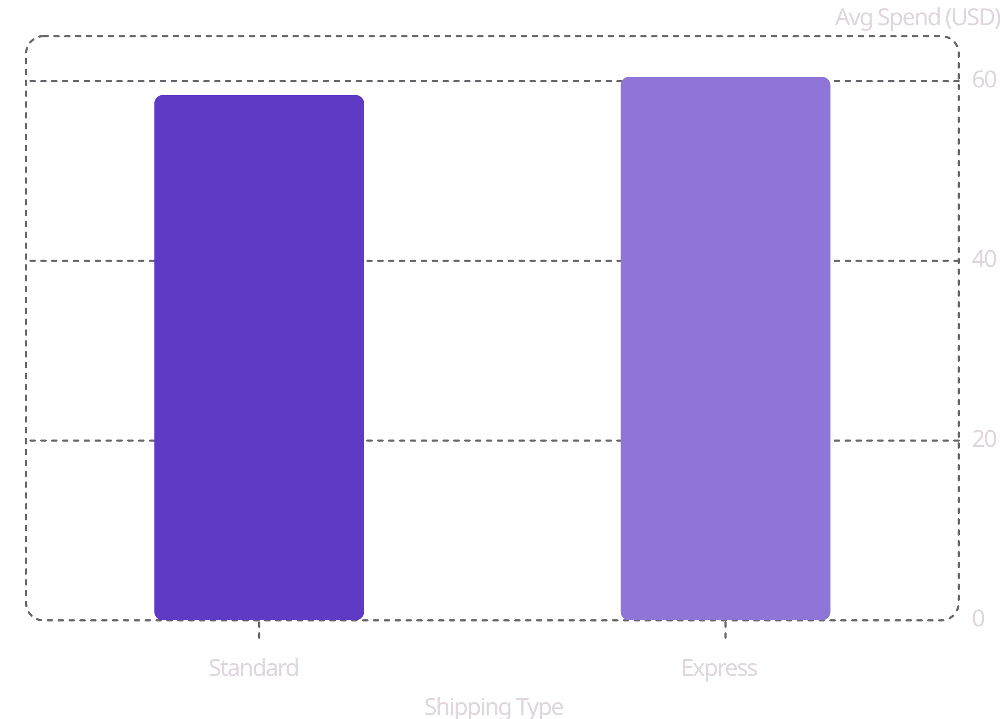 Avg Spend (USD)
60
40
20
0
Standard
Express
Shipping Type